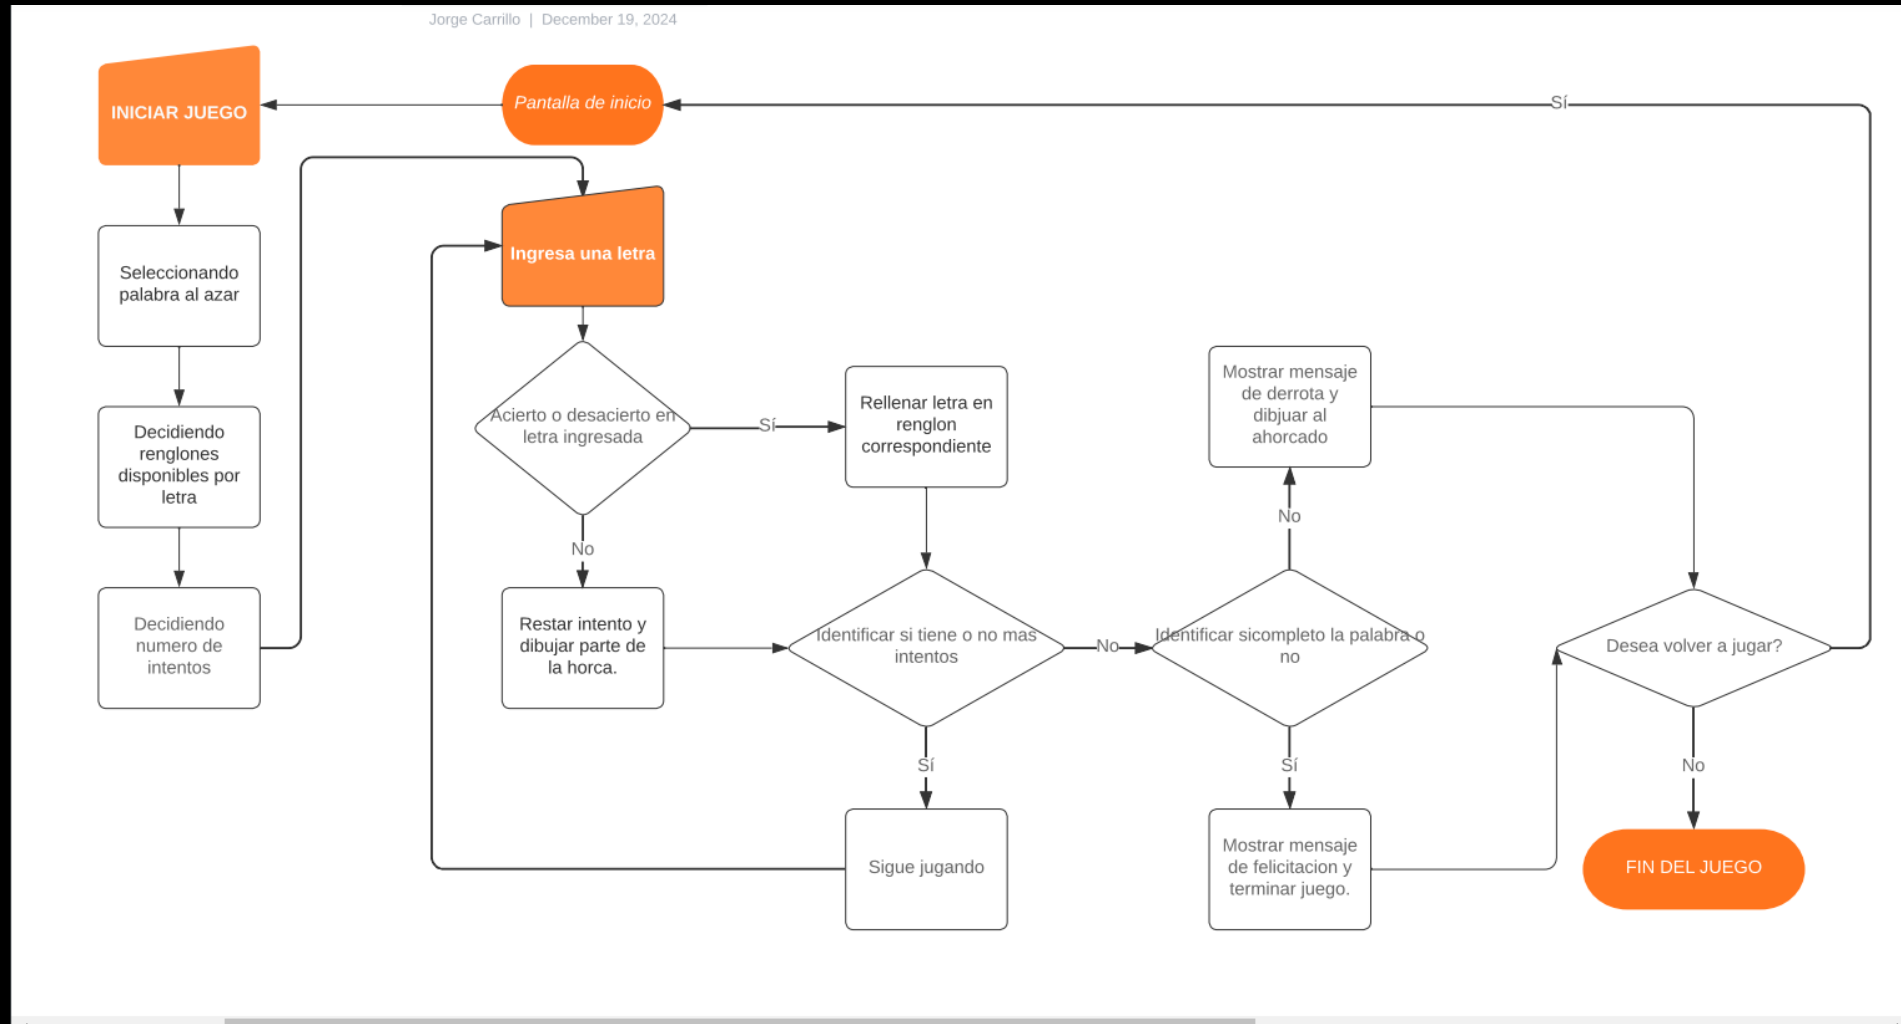 Jorge Carrillo | December 19, 2024
INICIAR JUEGO
Pantalla de inicio
Sí
Ingresa una letra
Seleccionando
palabra al azar
Acierto o desacierto en
letra ingresada
Sí
Rellenar letra en
renglon
correspondiente
Mostrar mensaje
de derrota y
dibjuar al
ahorcado
Decidiendo
renglones
disponibles por
letra
No
No
Decidiendo
numero de
intentos
Restar intento y
dibujar parte de
la horca.
Identificar si tiene o no mas
intentos
No
Identificar sicompleto la palabra o
no
Desea volver a jugar?
Sí
Sí
No
Sigue jugando
Mostrar mensaje
de felicitacion y
terminar juego.
FIN DEL JUEGO